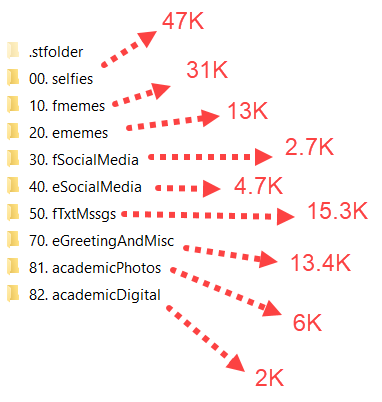 47K
.stfolder
00. selfies
31K
10. fmemes
13K
20. ememes
30. fSocialMedia
2.7K
40. eSocialMedia
4.7K
50. fTxtMssgs
15.3K
70. eGreetingAndMisc
13.4K
81. academicPhotos
82. academicDigital
6K
2K